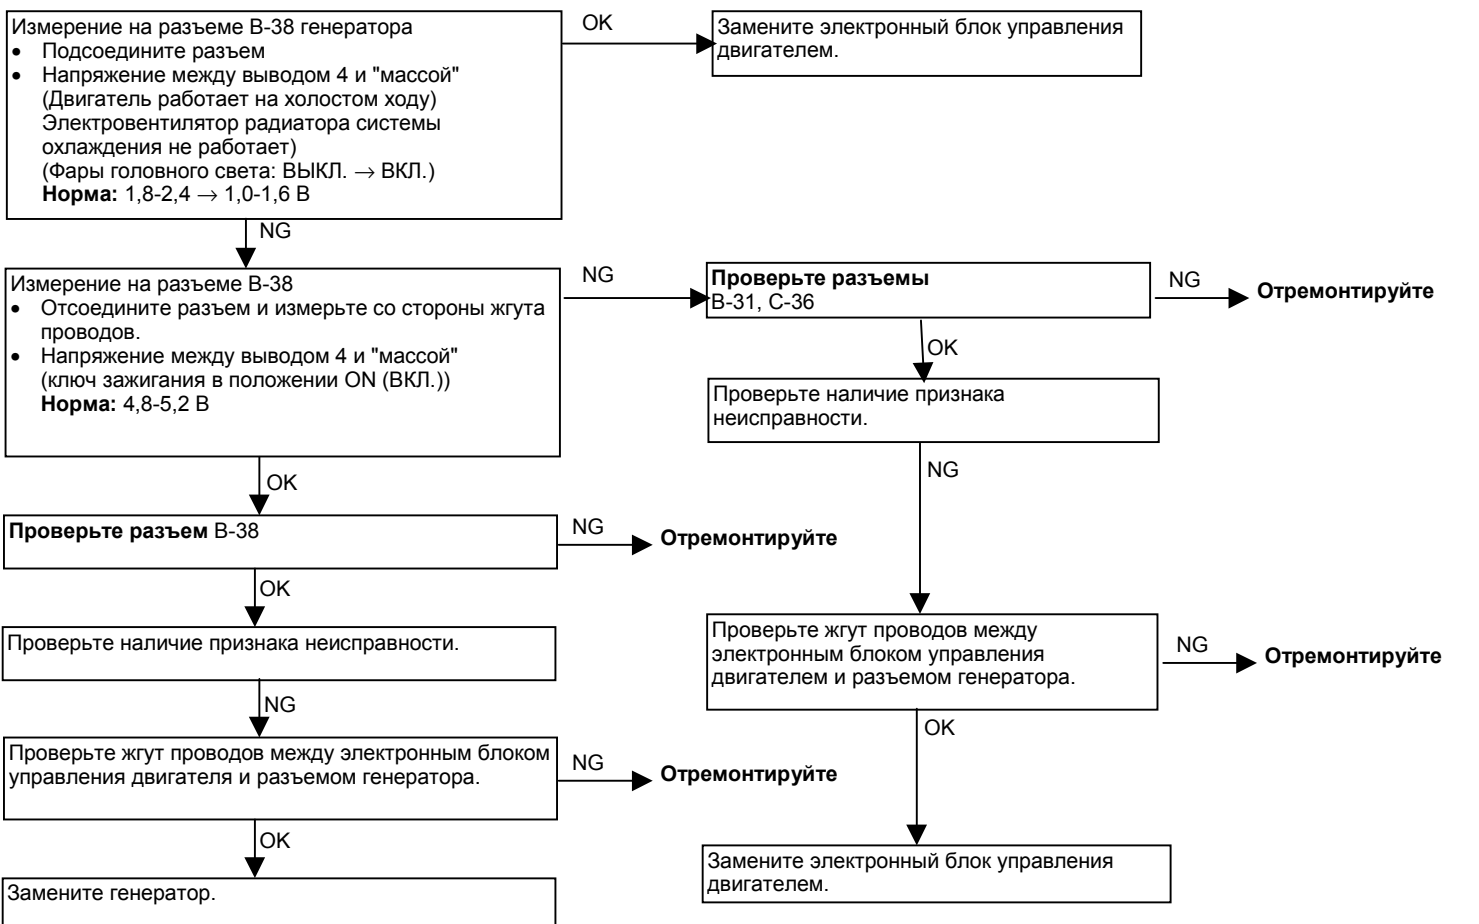 Измерение на разъеме B-38 генератора
• Подсоедините разъем
• Напряжение между выводом 4 и "массой"
(Двигатель работает на холостом ходу)
Электровентилятор радиатора системы
охлаждения не работает)
(Фары головного света: ВЫКЛ. → ВКЛ.)
Норма: 1,8-2,4 → 1,0-1,6 В
OK
Замените электронный блок управления
двигателем.
NG
Измерение на разъеме B-38
• Отсоедините разъем и измерьте со стороны жгута
проводов.
• Напряжение между выводом 4 и "массой"
(ключ зажигания в положении ON (ВКЛ.))
Норма: 4,8-5,2 В
NG
Проверьте разъемы
B-31, C-36
NG
Отремонтируйте
OK
Проверьте наличие признака
неисправности.
NG
OK
Проверьте разъем B-38
NG
Отремонтируйте
OK
Проверьте наличие признака неисправности.
Проверьте жгут проводов между
электронным блоком управления
двигателем и разъемом генератора.
NG
Отремонтируйте
NG
OK
Проверьте жгут проводов между электронным блоком
управления двигателя и разъемом генератора.
NG
Отремонтируйте
OK
Замените электронный блок управления
двигателем.
Замените генератор.